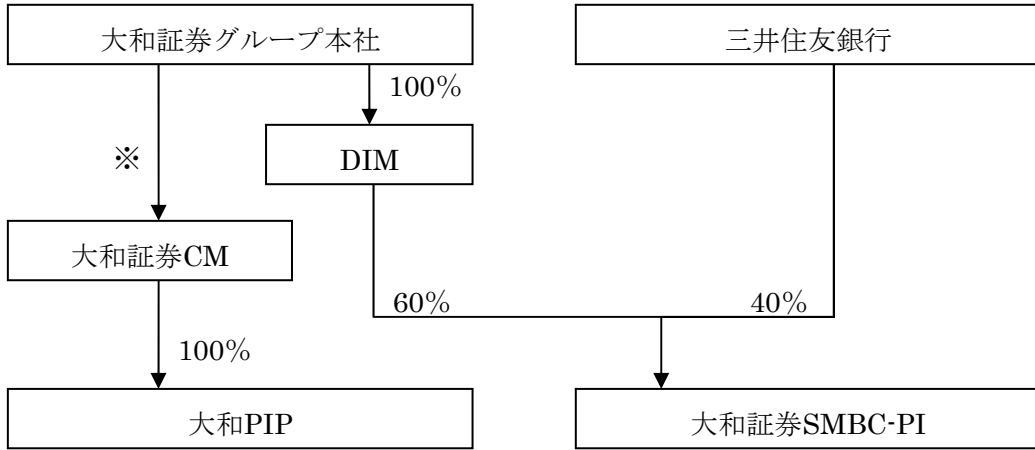 大和証券グループ本社
三井住友銀行
100%
DIM
※
大和証券CM
60%
40%
100%
大和PIP
大和証券SMBC-PI